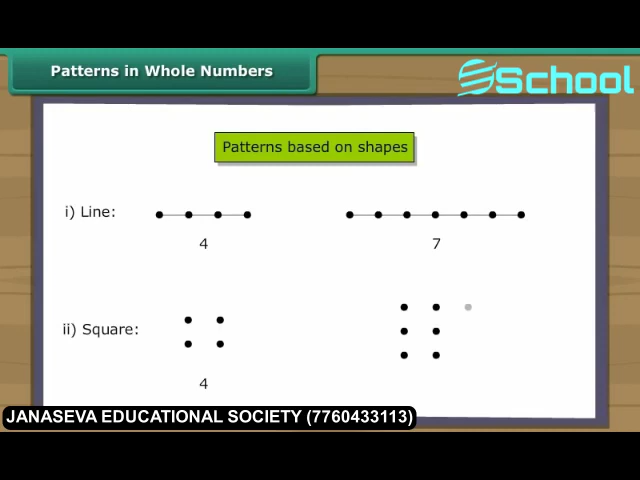 Patterns in Whole Numbers
School
Patterns based on shapes
i) Line:
4
7
ii) Square:
4
JANASEVA EDUCATIONAL SOCIETY (7760433113)